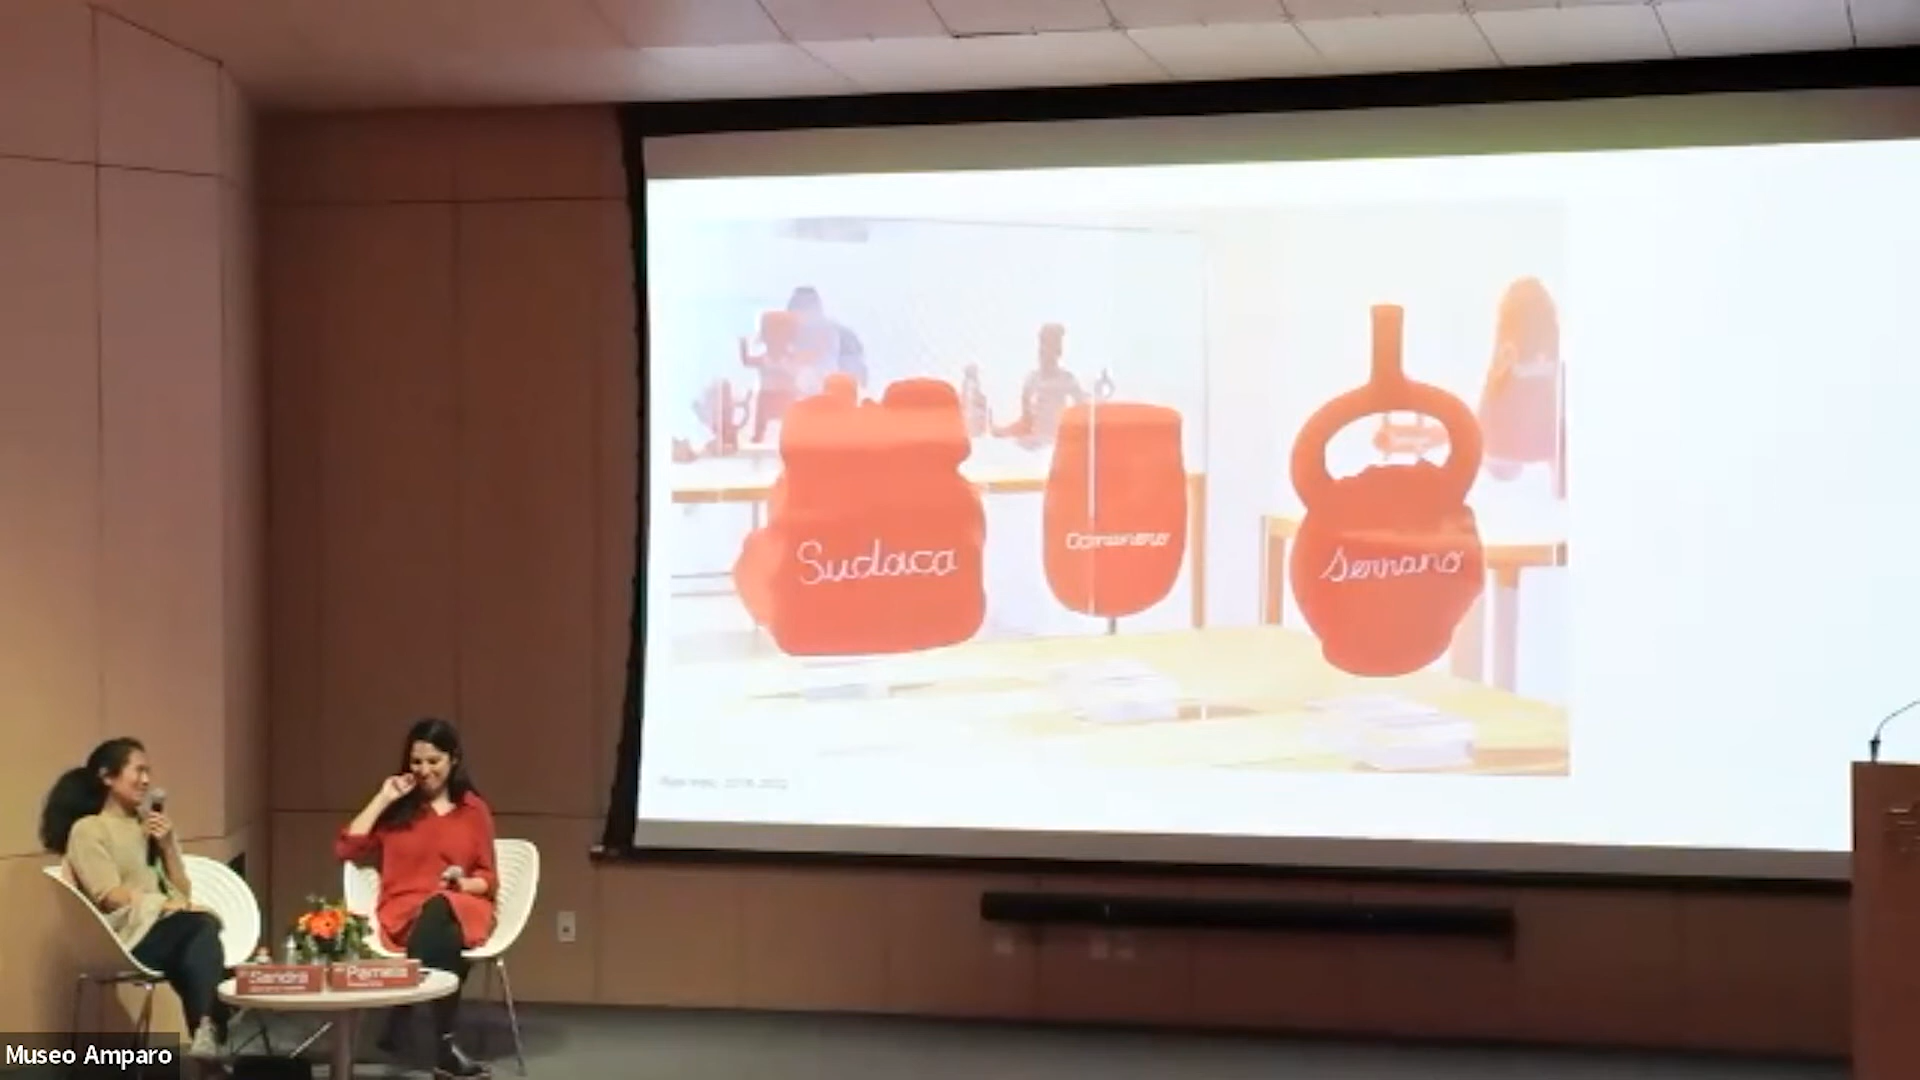 Sudaca
Comunero
Serrano
Sandra
Pamela
Museo Amparo